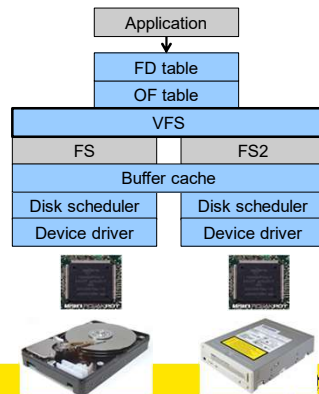 Application
FD table
OF table
VFS
FS FS2
Buffer cache
Disk scheduler Disk scheduler
Device driver Device driver